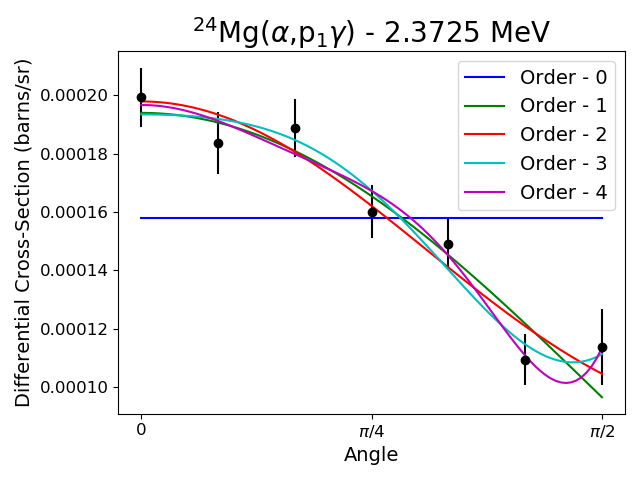 ²⁴Mg(α,p₁γ) - 2.3725 MeV
Differential Cross-Section (barns/sr)
0.00020
0.00018
0.00016
0.00014
0.00012
0.00010
Order - 0
Order - 1
Order - 2
Order - 3
Order - 4
0
π/4
π/2
Angle